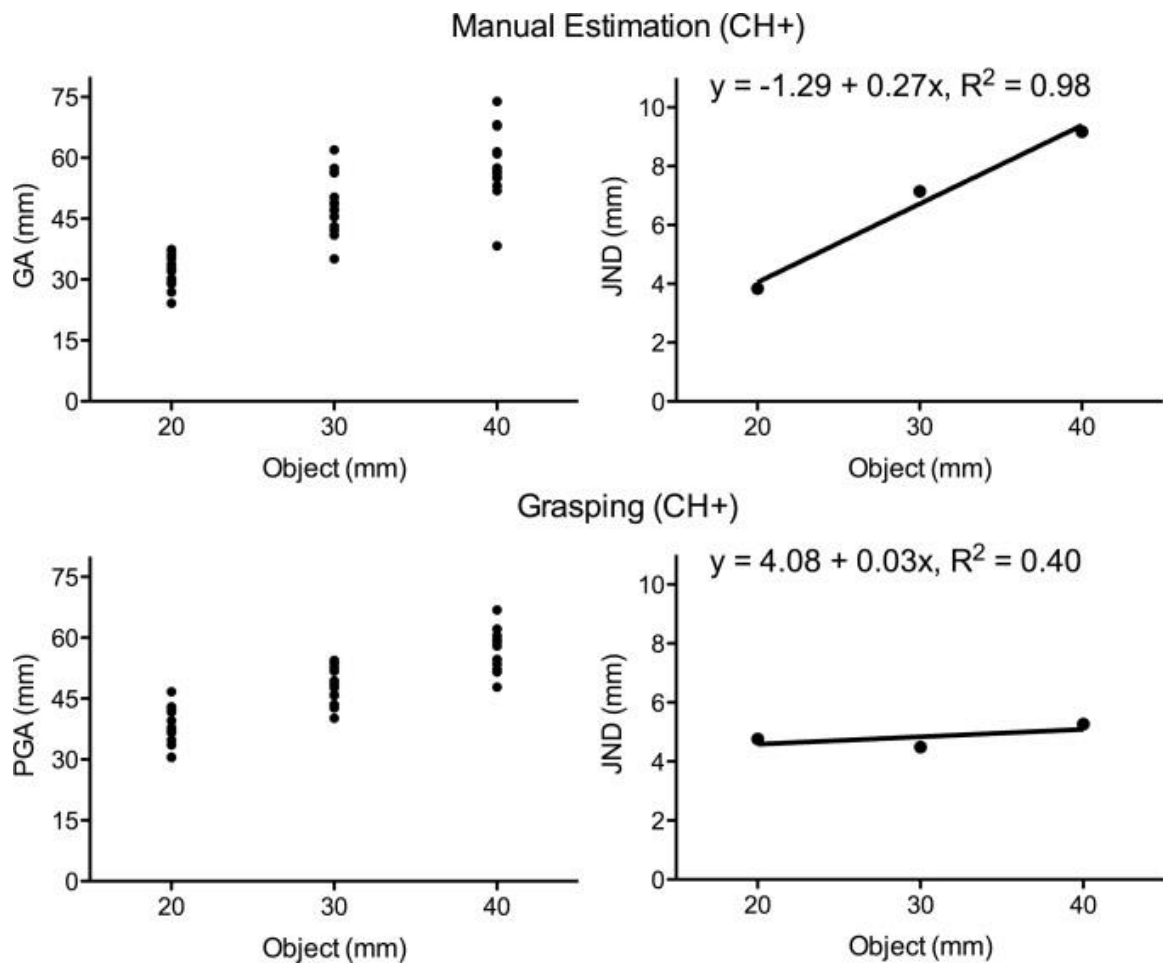 Manual Estimation (CH+)
y = -1.29 + 0.27x, R² = 0.98
75
60
45
30
15
0
GA (mm)
20 30 40
Object (mm)
10
8
6
4
2
0
JND (mm)
20 30 40
Object (mm)
Grasping (CH+)
y = 4.08 + 0.03x, R² = 0.40
75
60
45
30
15
0
PGA (mm)
20 30 40
Object (mm)
10
8
6
4
2
0
JND (mm)
20 30 40
Object (mm)